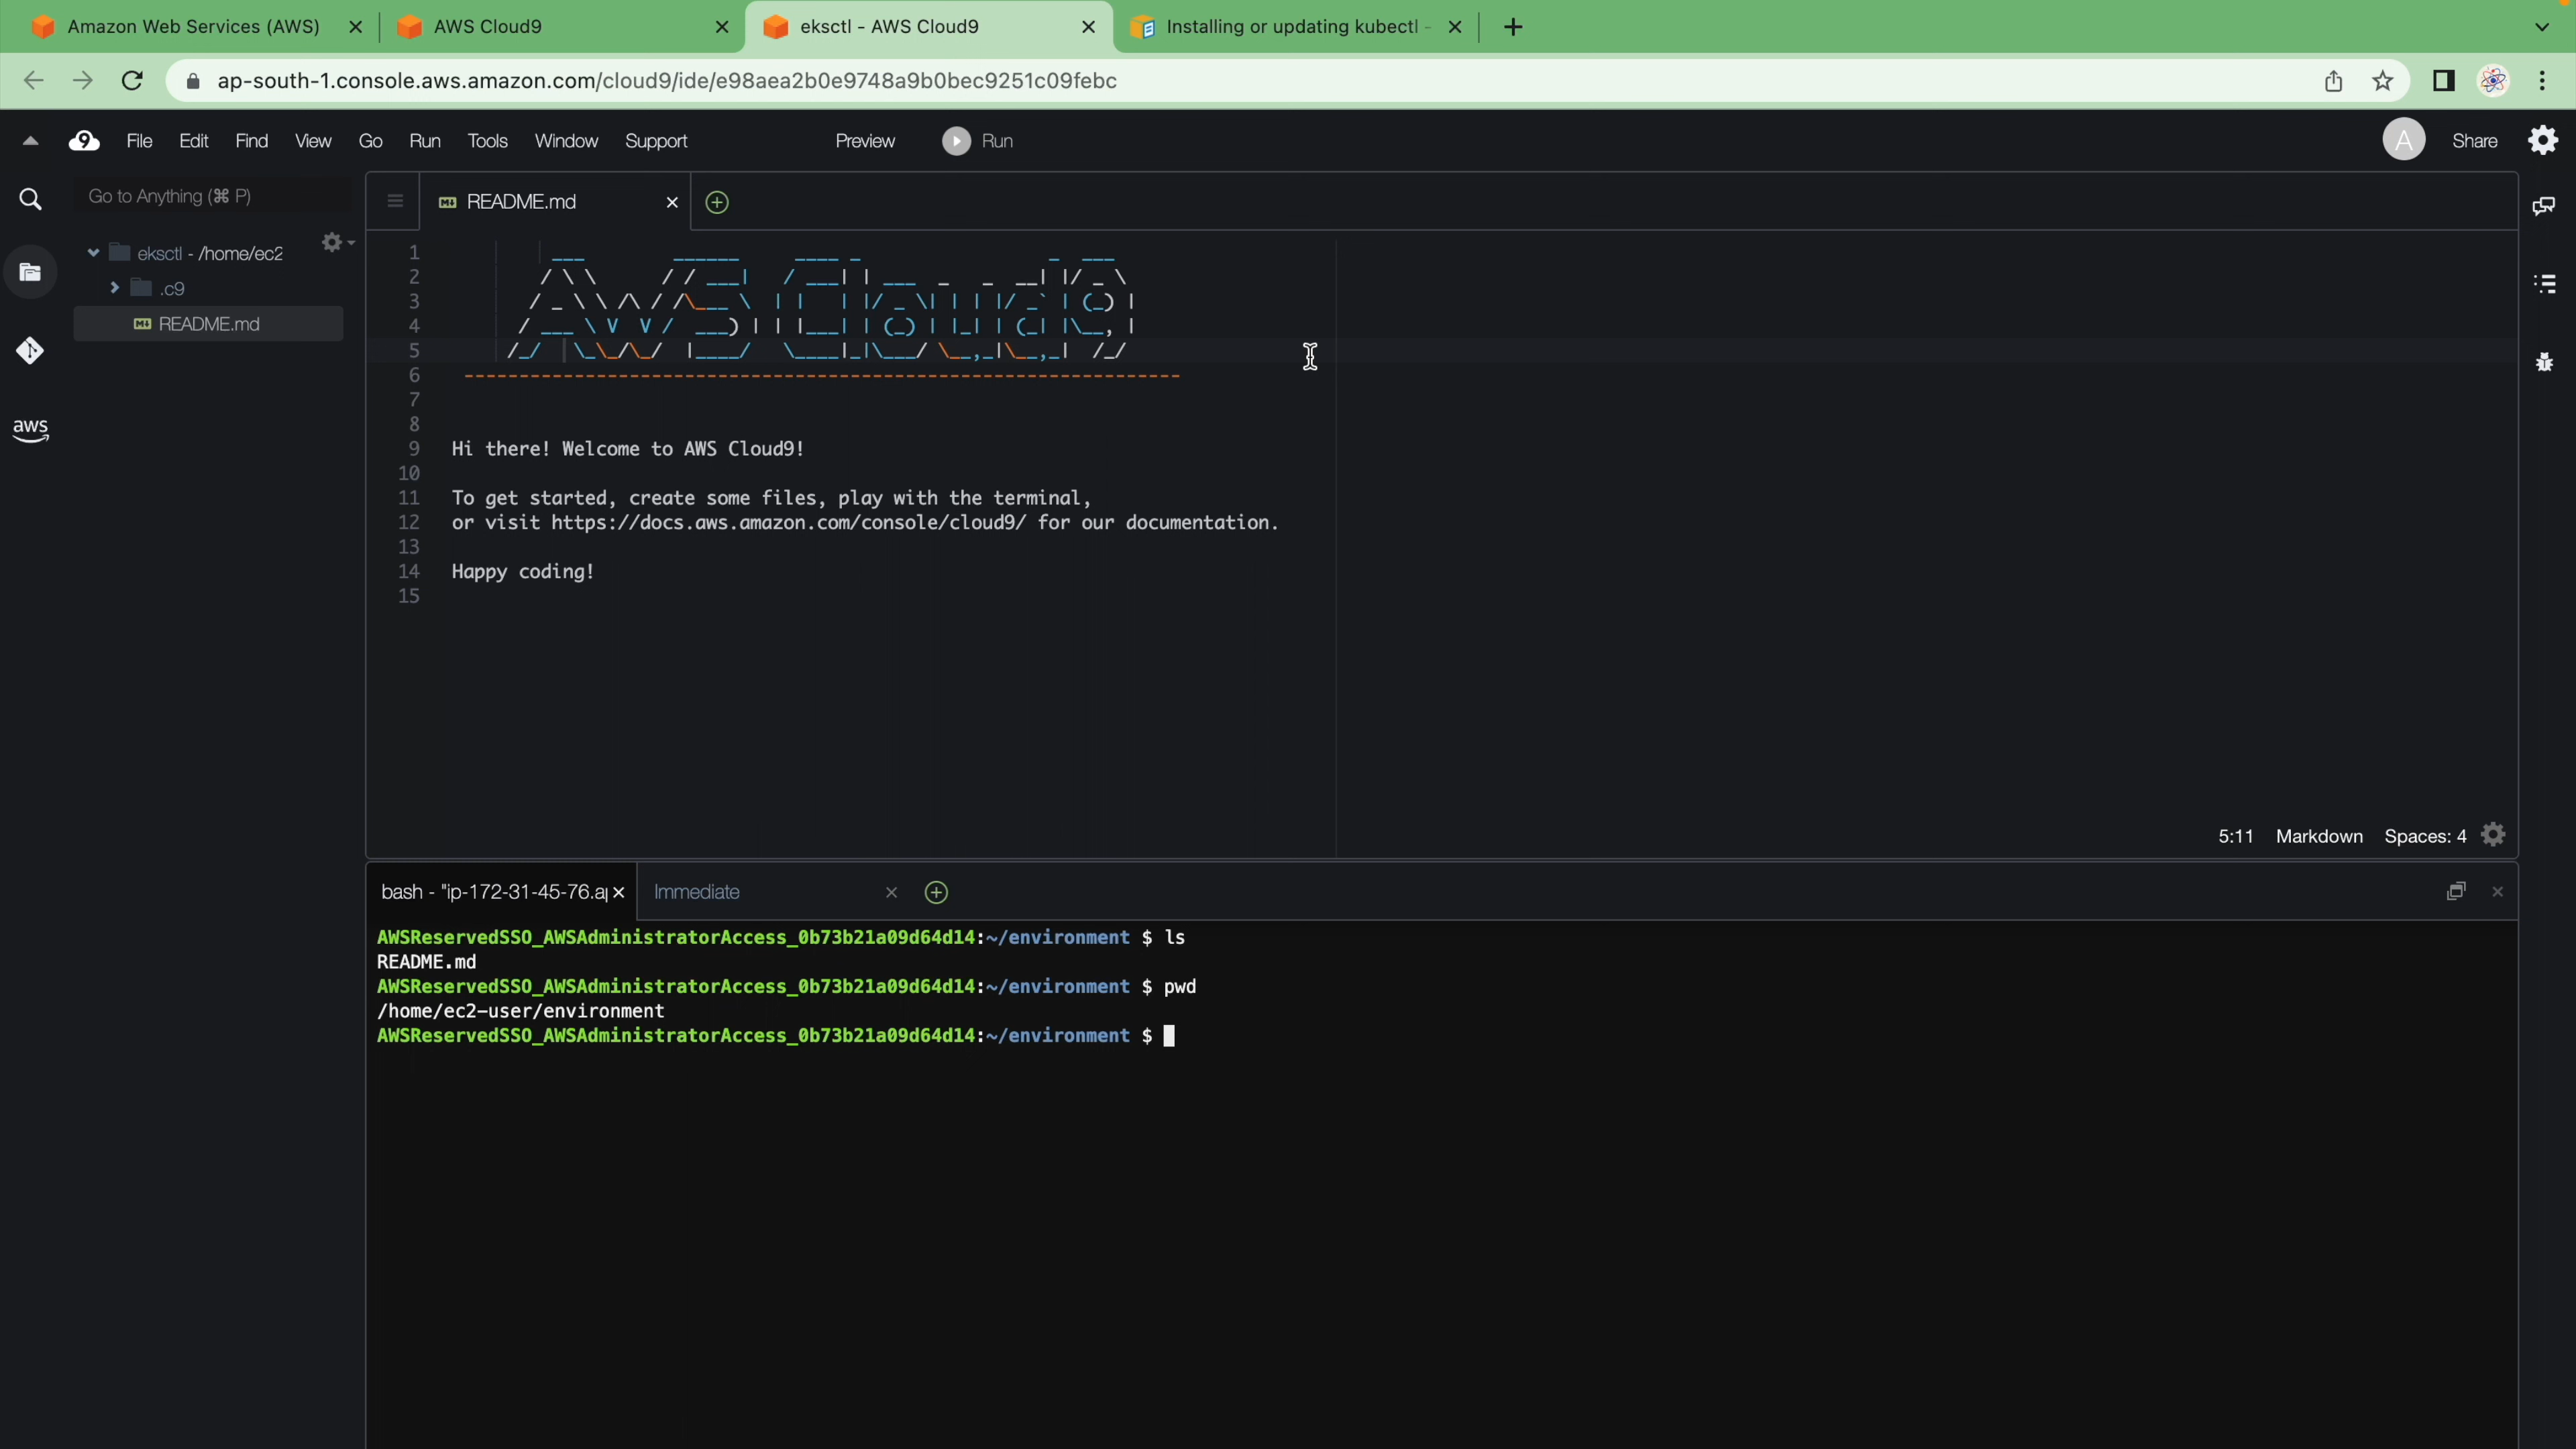 Amazon Web Services (AWS)
AWS Cloud9
eksctl - AWS Cloud9
Installing or updating kubectl -
ap-south-1.console.aws.amazon.com/cloud9/ide/e98aea2b0e9748a9b0bec9251c09febc
9 File Edit Find View Go Run Tools Window Support Preview Run A Share
Go to Anything (⌘ P)
README.md
eksctl - /home/ec2
.c9
README.md
aws
1
2
3
4
5
6
7
8
9 Hi there! Welcome to AWS Cloud9!
10
11 To get started, create some files, play with the terminal,
12 or visit https://docs.aws.amazon.com/console/cloud9/ for our documentation.
13
14 Happy coding!
15
AWS Cloud9
5:11 Markdown Spaces: 4
bash - "ip-172-31-45-76.ap
Immediate
AWSReservedSSO_AWSAdministratorAccess_0b73b21a09d64d14:~/environment $ ls
README.md
AWSReservedSSO_AWSAdministratorAccess_0b73b21a09d64d14:~/environment $ pwd
/home/ec2-user/environment
AWSReservedSSO_AWSAdministratorAccess_0b73b21a09d64d14:~/environment $